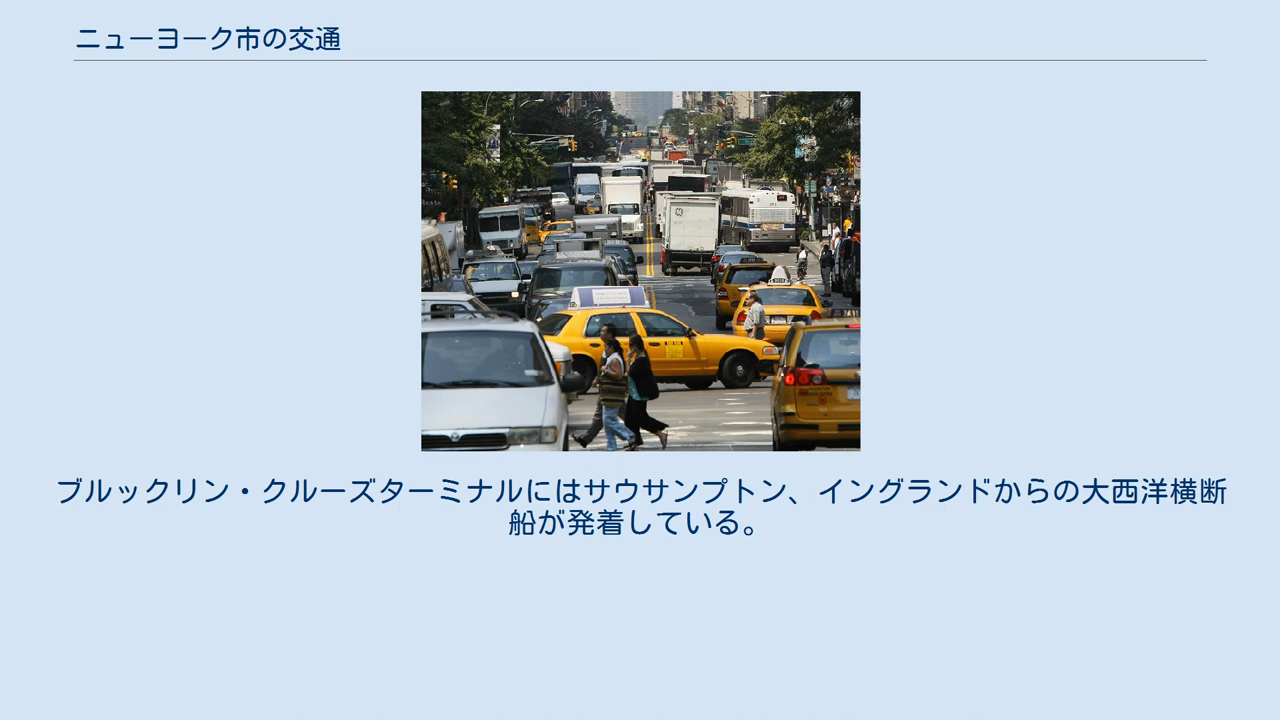 ニューヨーク市の交通
ブルックリン・クルーズターミナルにはサウサンプトン、イングランドからの大西洋横断
船が発着している。